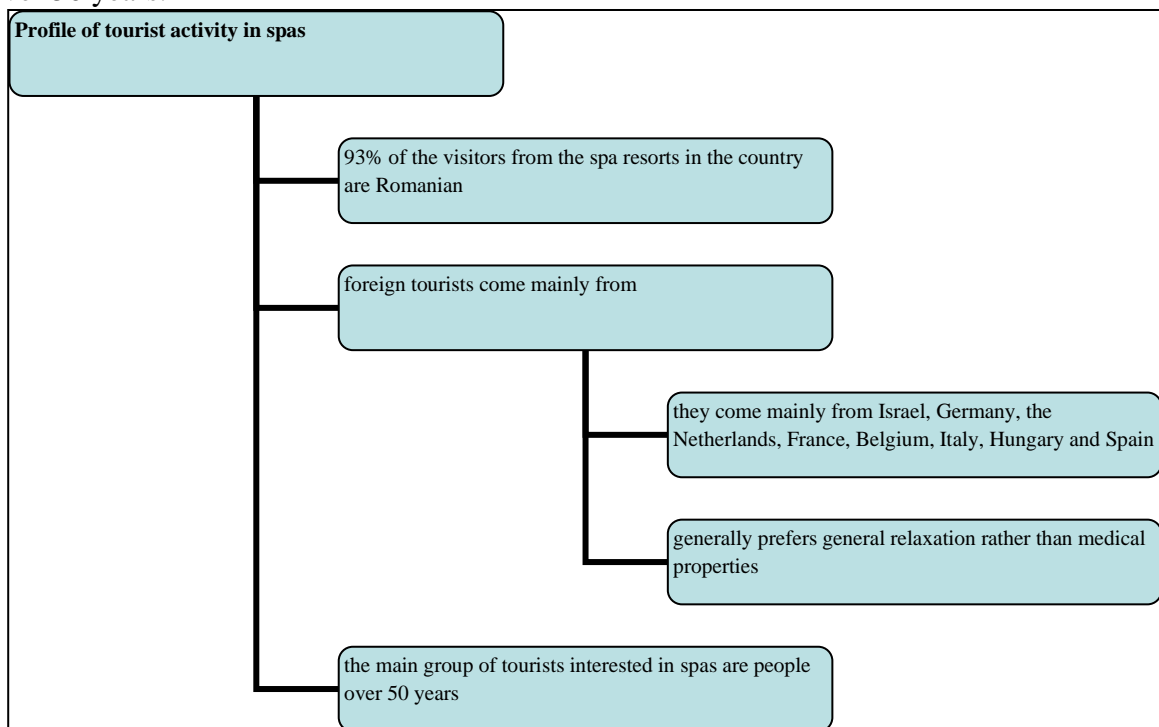 Profile of tourist activity in spas
93% of the visitors from the spa resorts in the country
are Romanian
foreign tourists come mainly from
they come mainly from Israel, Germany, the
Netherlands, France, Belgium, Italy, Hungary and Spain
generally prefers general relaxation rather than medical
properties
the main group of tourists interested in spas are people
over 50 years